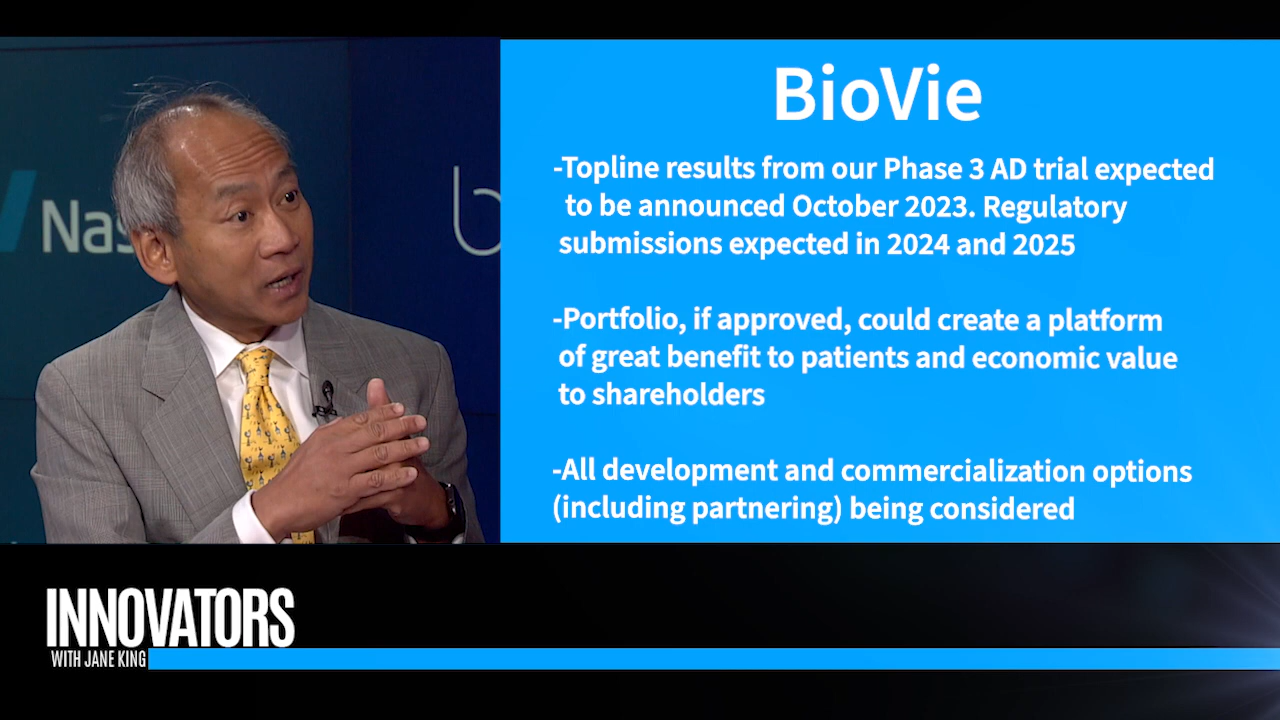 Nas
b
BioVie
-Topline results from our Phase 3 AD trial expected
to be announced October 2023. Regulatory
submissions expected in 2024 and 2025
-Portfolio, if approved, could create a platform
of great benefit to patients and economic value
to shareholders
-All development and commercialization options
(including partnering) being considered
INNOVATORS
WITH JANE KING